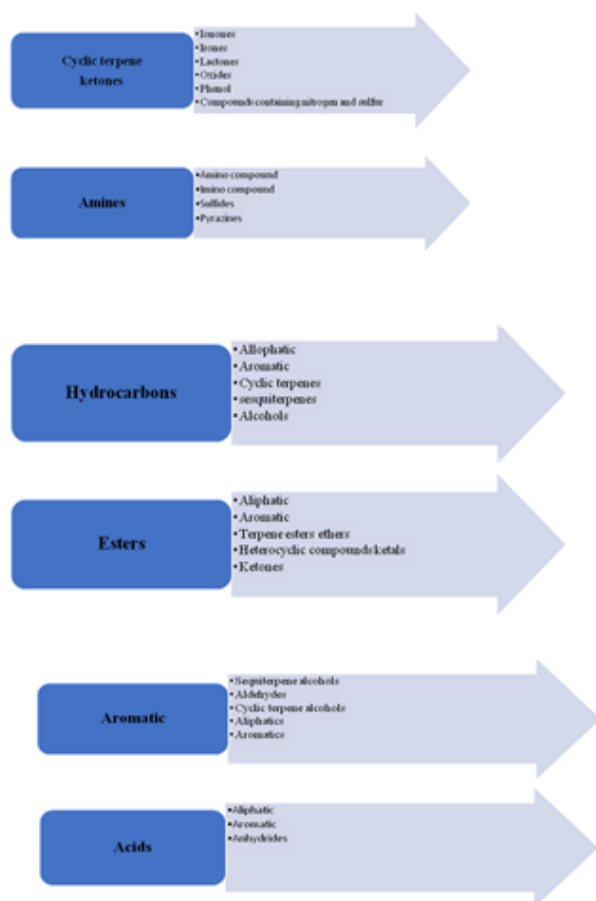 Cyclic terpene
ketones
•Ionones
•Irones
•Lactones
•Oxides
•Phenol
•Compounds containing nitrogen and sulfur
Amines
•Amino compound
•Imino compound
•Sulfides
•Pyrazines
Hydrocarbons
•Allophatic
•Aromatic
•Cyclic terpenes
•sesquiterpenes
•Alcohols
Esters
•Aliphatic
•Aromatic
•Terpene esters ethers
•Heterocyclic compounds/ketals
•Ketones
Aromatic
•Sequiterpene alcohols
•Aldehydes
•Cyclic terpene alcohols
•Aliphatics
•Aromatics
Acids
•Aliphatic
•Aromatic
•Anhydrides